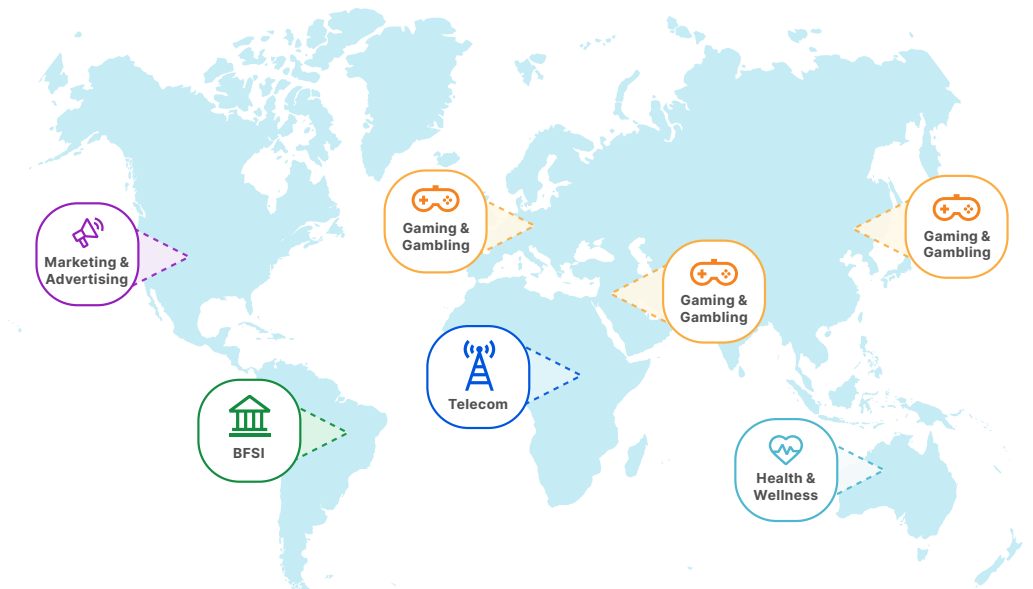 Marketing &
Advertising
Gaming &
Gambling
Gaming &
Gambling
Gaming &
Gambling
Telecom
BFSI
Health &
Wellness